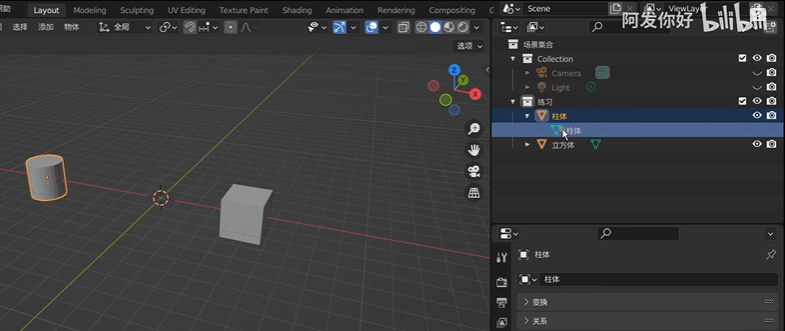 帮助 Layout Modeling Sculpting UV Editing Texture Paint Shading Animation Rendering Compositing G
Scene ViewLayer
阿发你好 bilibili
选择 添加 物体 全局
选项
Z
Y
X
场景集合
Collection
Camera
Light
练习
柱体
柱体
立方体
柱体
柱体
变换
关系